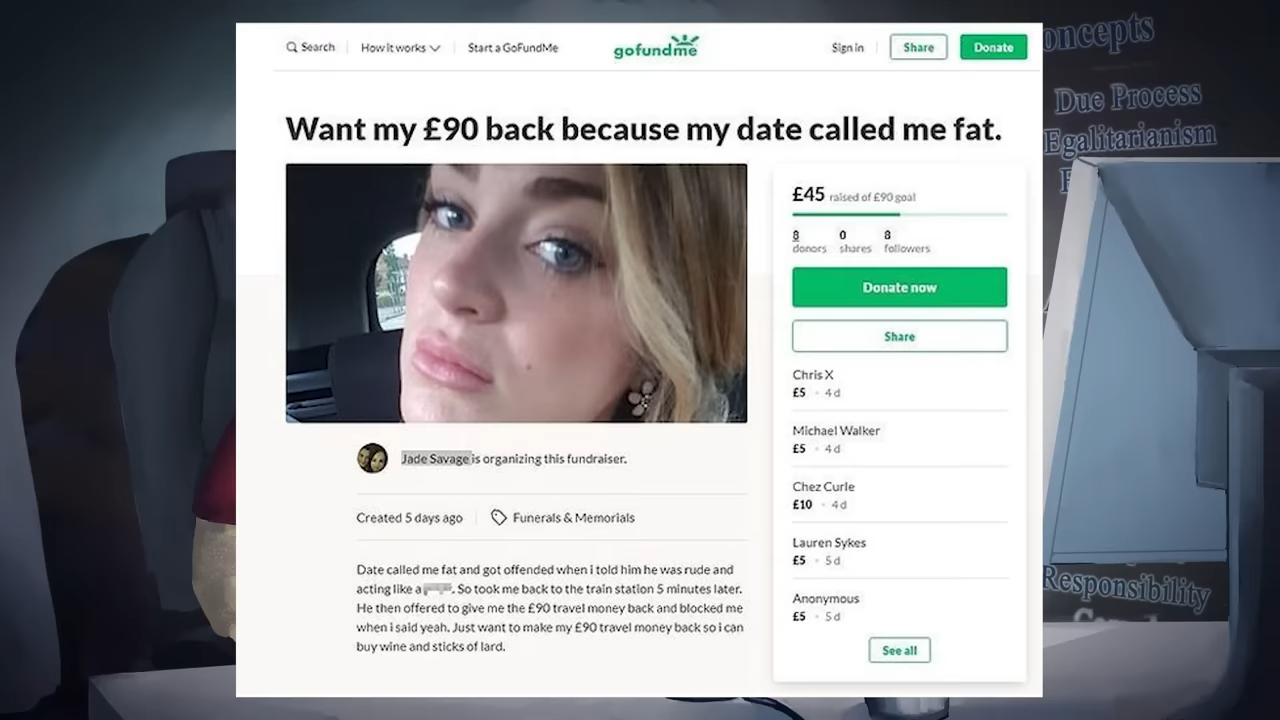 Search
How it works
Start a GoFundMe
gofundme
Sign in
Share
Donate
Want my £90 back because my date called me fat.
£45 raised of £90 goal
8 0 8
donors shares followers
Donate now
Share
Chris X
£5 • 4 d
Michael Walker
£5 • 4 d
Chez Curle
£10 • 4 d
Lauren Sykes
£5 • 5 d
Anonymous
£5 • 5 d
See all
Jade Savage is organizing this fundraiser.
Created 5 days ago
Funerals & Memorials
Date called me fat and got offended when i told him he was rude and
acting like a . So took me back to the train station 5 minutes later.
He then offered to give me the £90 travel money back and blocked me
when i said yeah. Just want to make my £90 travel money back so i can
buy wine and sticks of lard.
oncepts
Due Process
Egalitarianism
Responsibility